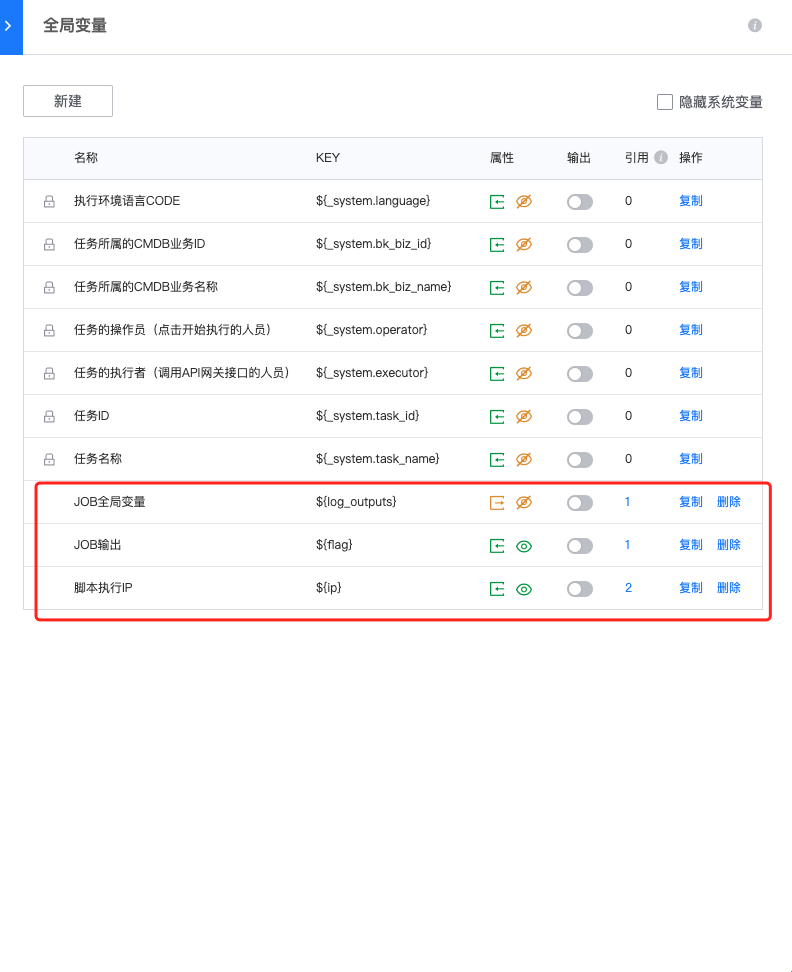 全局变量
新建
隐藏系统变量
名称 KEY 属性 输出 引用 操作
执行环境语言CODE ${_system.language} 0 复制
任务所属的CMDB业务ID ${_system.bk_biz_id} 0 复制
任务所属的CMDB业务名称 ${_system.bk_biz_name} 0 复制
任务的操作员（点击开始执行的人员） ${_system.operator} 0 复制
任务的执行者（调用API网关接口的人员） ${_system.executor} 0 复制
任务ID ${_system.task_id} 0 复制
任务名称 ${_system.task_name} 0 复制
JOB全局变量 ${log_outputs} 1 复制 删除
JOB输出 ${flag} 1 复制 删除
脚本执行IP ${ip} 2 复制 删除